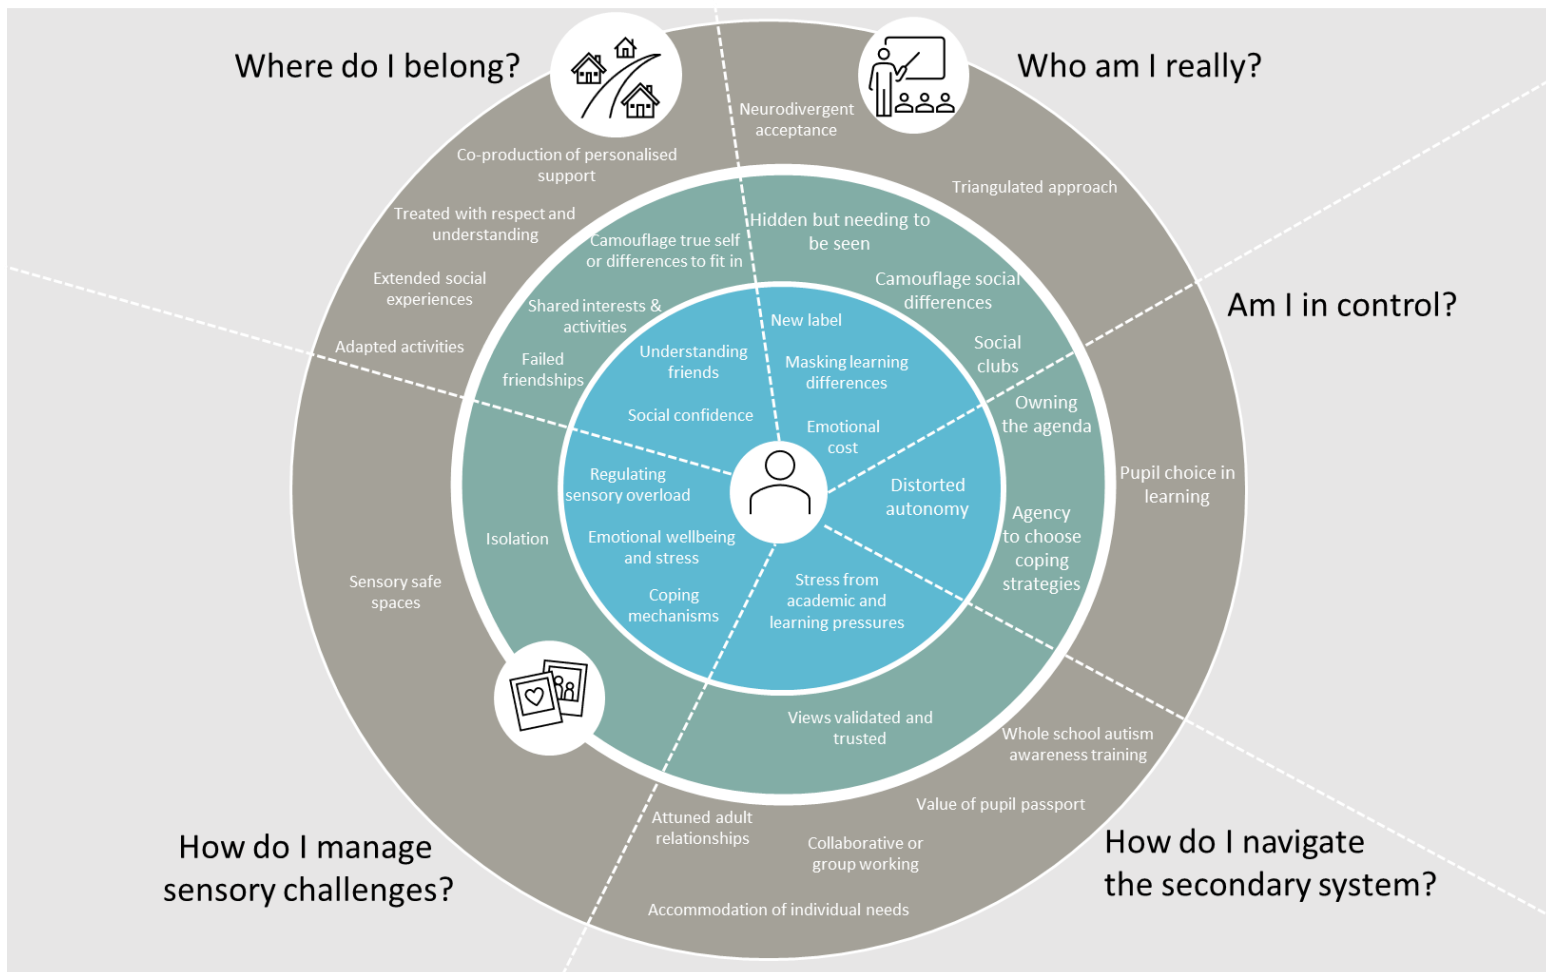 Where do I belong?
Co-production of personalised
support
Treated with respect and
understanding
Extended social
experiences
Adapted activities
Camouflage true self
or differences to fit in
Shared interests &
activities
Failed
friendships
Understanding
friends
Social confidence
Who am I really?
Neurodivergent
acceptance
Triangulated approach
Hidden but needing to
be seen
Camouflage social
differences
Social
clubs
New label
Masking learning
differences
Emotional
cost
Am I in control?
Pupil choice in
learning
Owning
the agenda
Agency
to choose
coping
strategies
Distorted
autonomy
How do I navigate
the secondary system?
Stress from
academic and
learning pressures
Views validated and
trusted
Whole school autism
awareness training
Value of pupil passport
Attuned adult
relationships
Collaborative or
group working
Accommodation of individual needs
How do I manage
sensory challenges?
Regulating
sensory overload
Emotional wellbeing
and stress
Coping
mechanisms
Isolation
Sensory safe
spaces